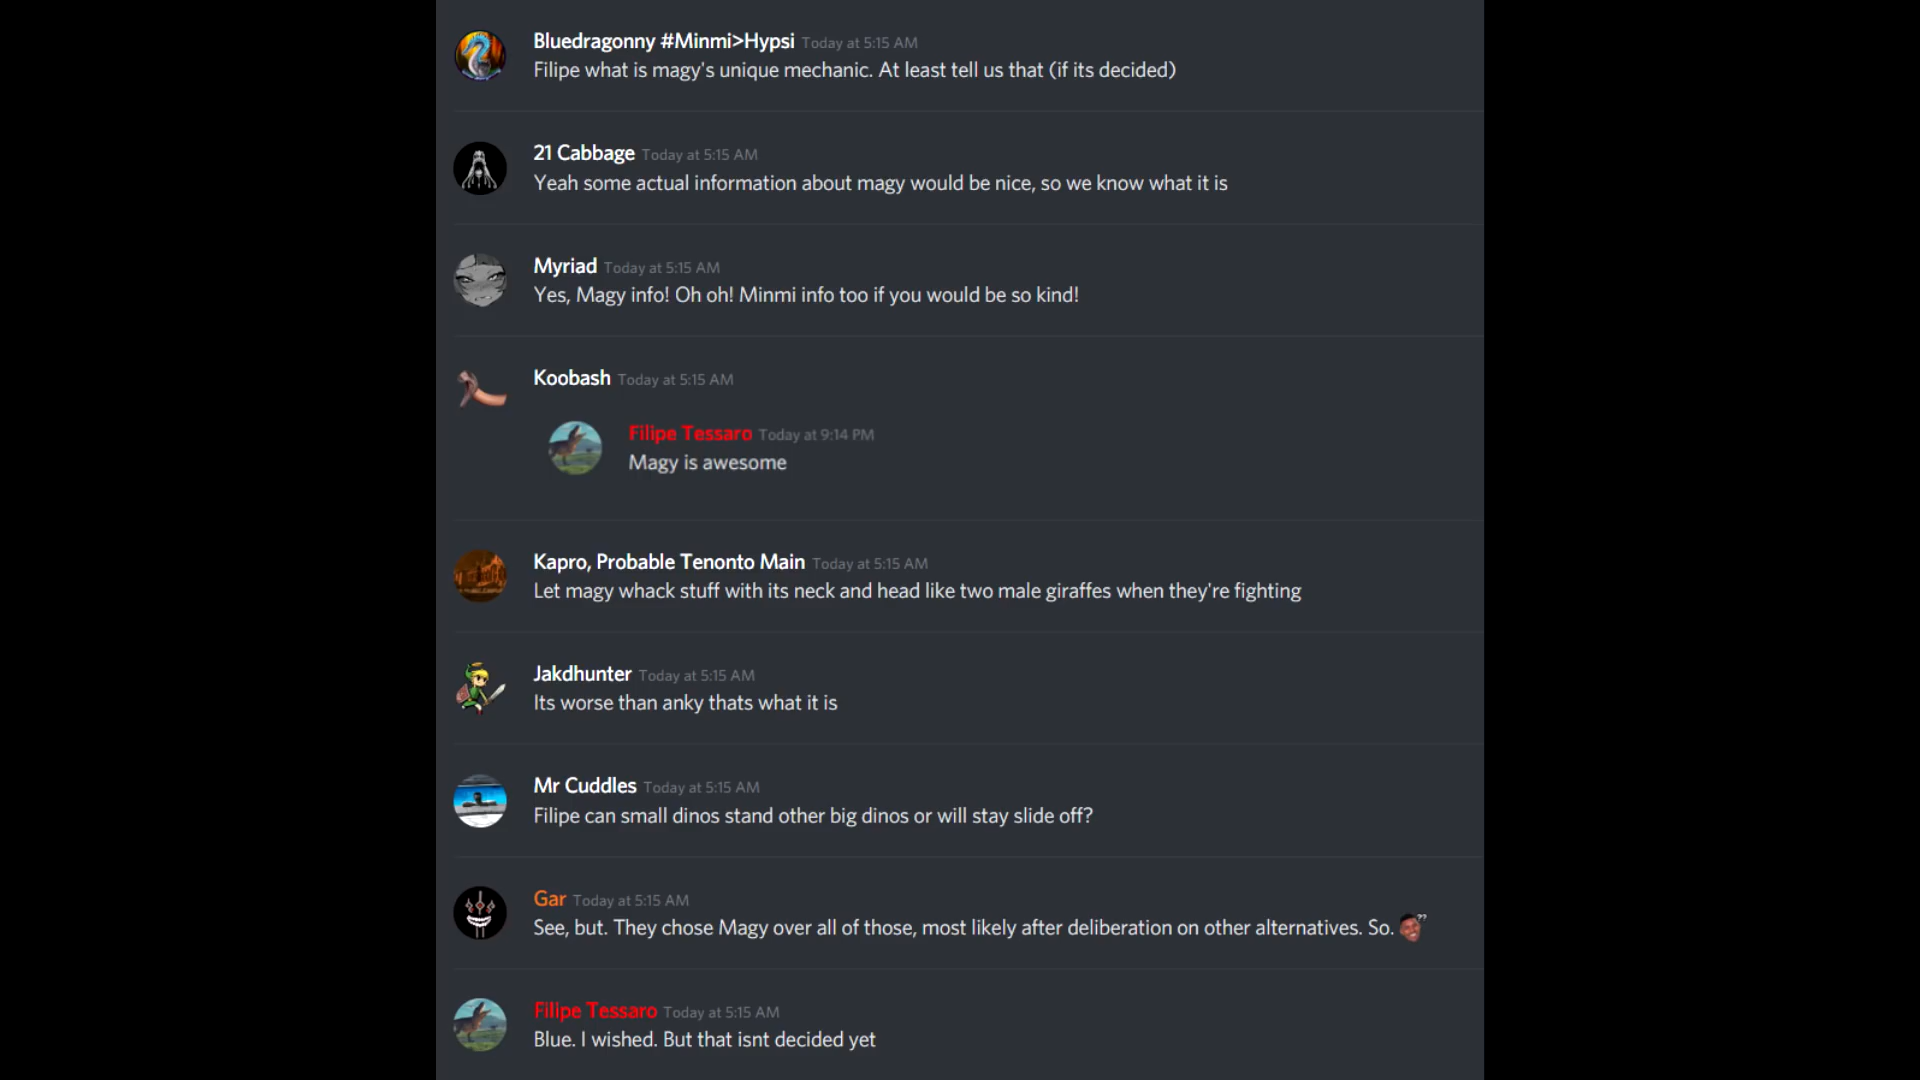 Bluedragonny #Minmi>Hypsi Today at 5:15 AM
Filipe what is magy's unique mechanic. At least tell us that (if its decided)
21 Cabbage Today at 5:15 AM
Yeah some actual information about magy would be nice, so we know what it is
Myriad Today at 5:15 AM
Yes, Magy info! Oh oh! Minmi info too if you would be so kind!
Koobash Today at 5:15 AM
Filipe Tessaro Today at 9:14 PM
Magy is awesome
Kapro, Probable Tenonto Main Today at 5:15 AM
Let magy whack stuff with its neck and head like two male giraffes when they're fighting
Jakdhunter Today at 5:15 AM
Its worse than anky thats what it is
Mr Cuddles Today at 5:15 AM
Filipe can small dinos stand other big dinos or will stay slide off?
Gar Today at 5:15 AM
See, but. They chose Magy over all of those, most likely after deliberation on other alternatives. So. ??
Filipe Tessaro Today at 5:15 AM
Blue. I wished. But that isnt decided yet